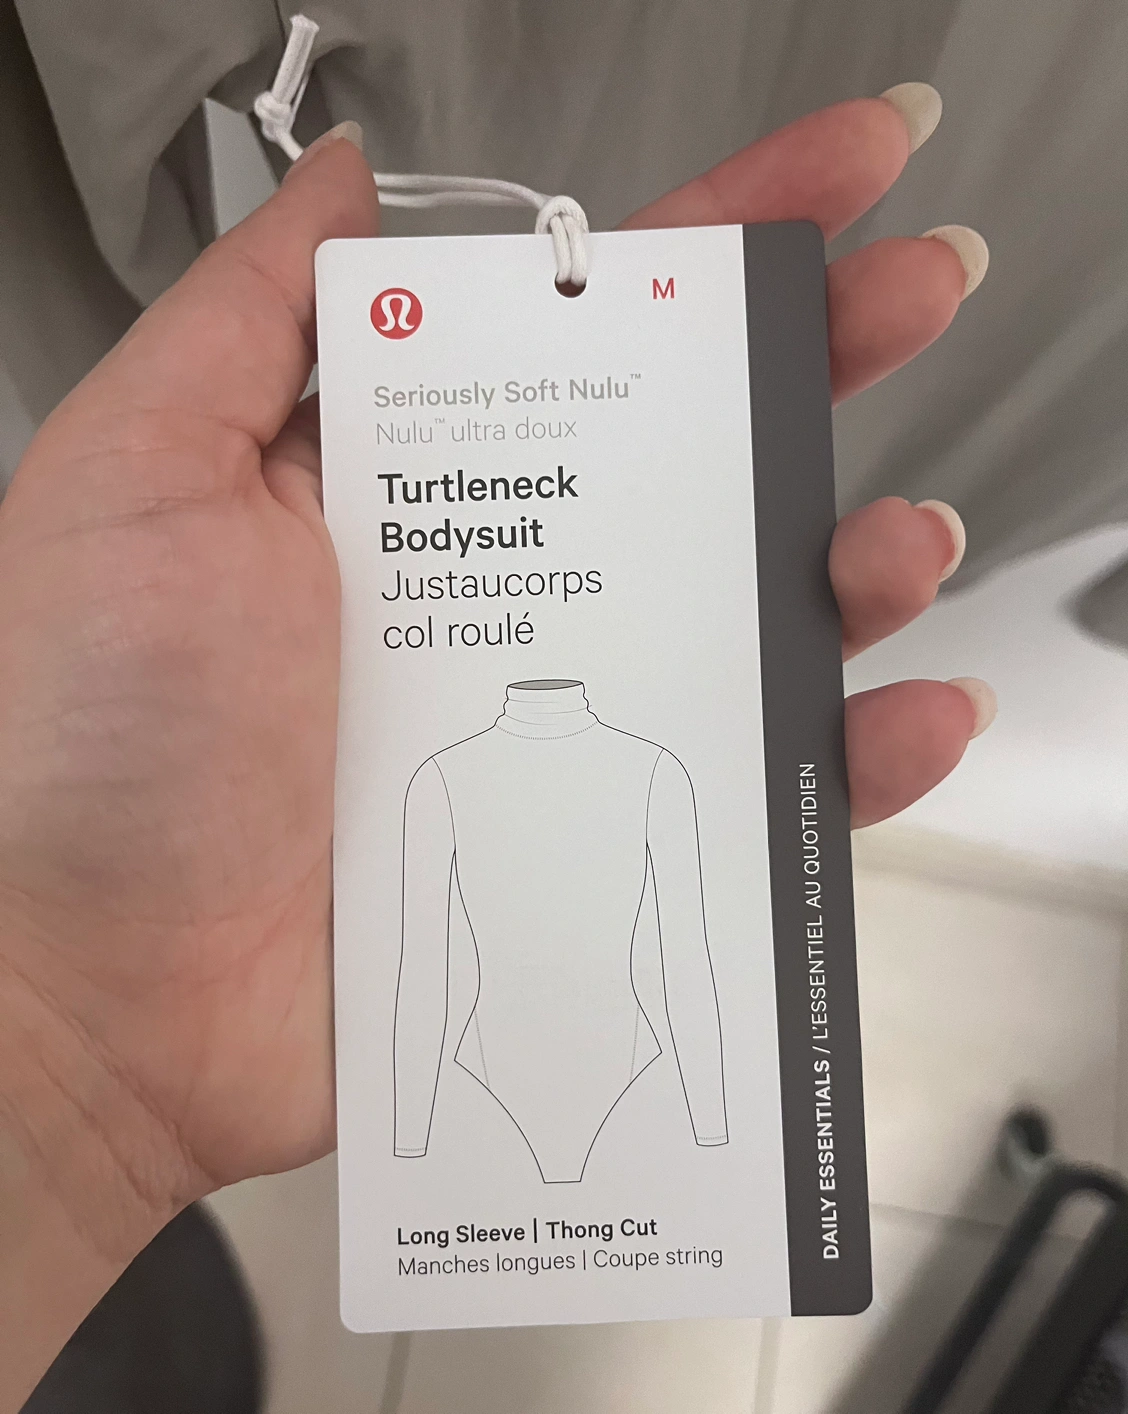 M
Seriously Soft Nulu™
Nulu™ ultra doux
Turtleneck
Bodysuit
Justaucorps
col roulé
Long Sleeve | Thong Cut
Manches longues | Coupe string
DAILY ESSENTIALS / L'ESSENTIEL AU QUOTIDIEN